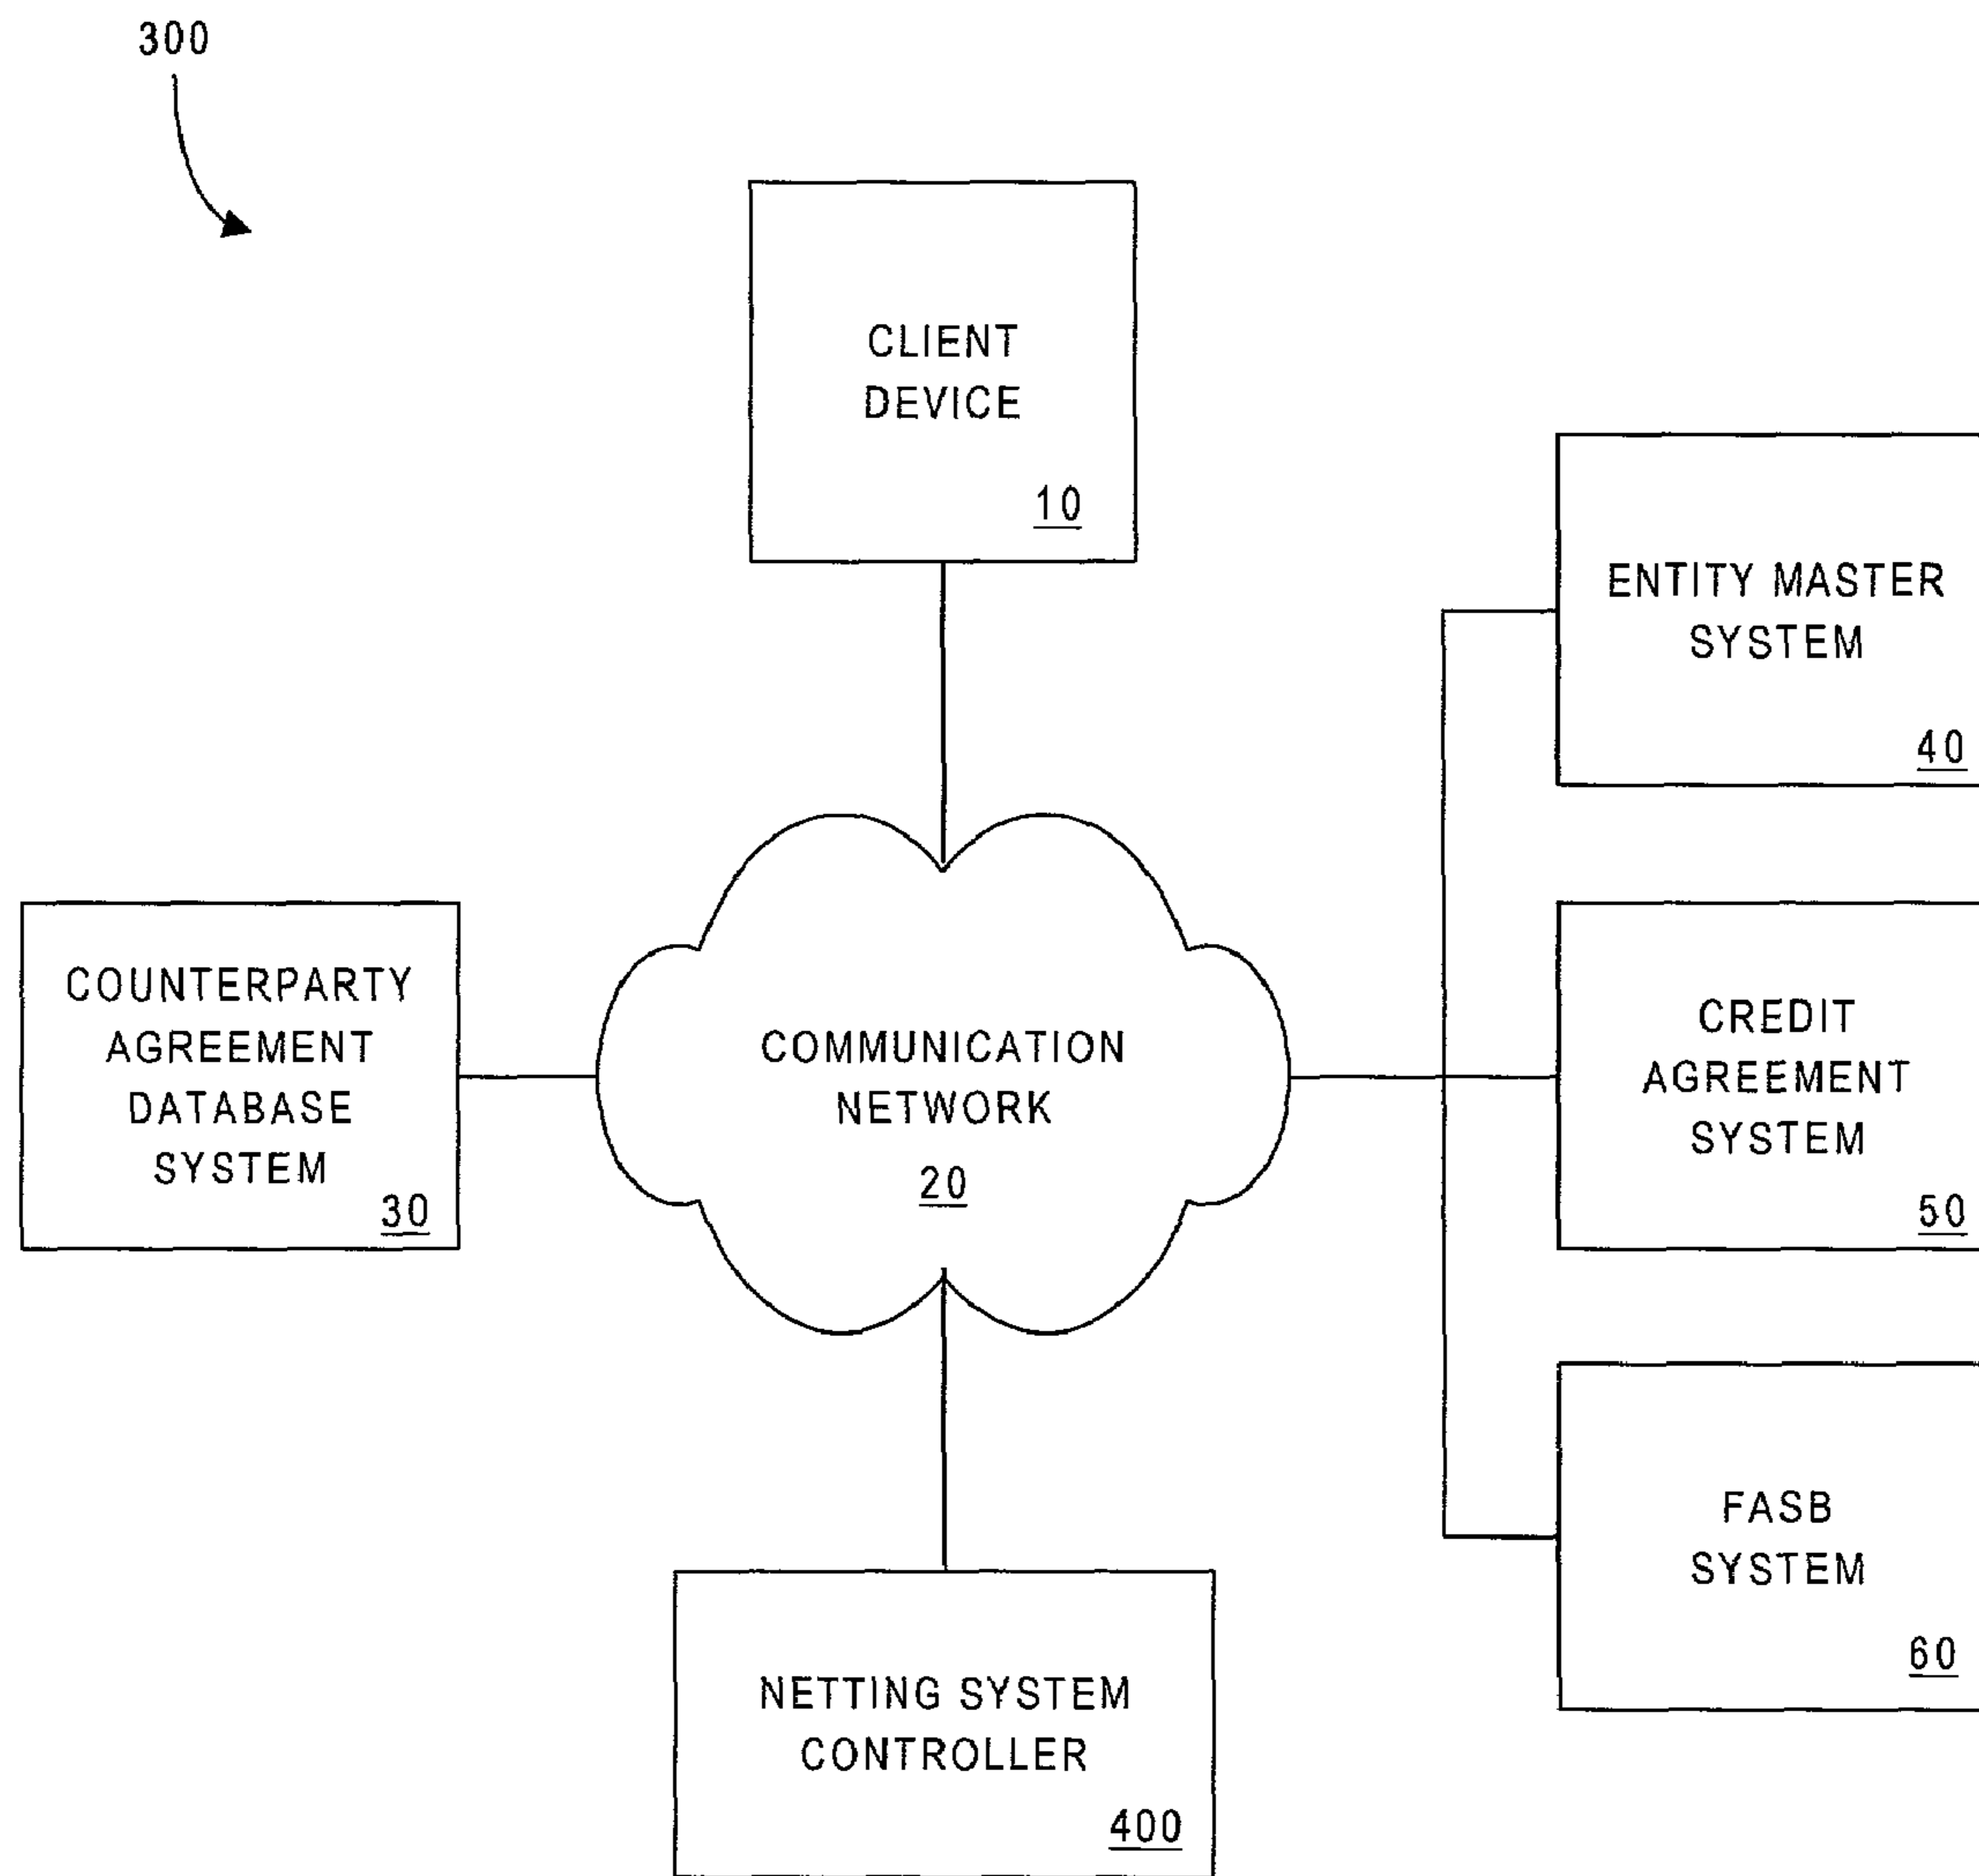 300
CLIENT
DEVICE
10
ENTITY MASTER
SYSTEM
40
COUNTERPARTY
AGREEMENT
DATABASE
SYSTEM
30
COMMUNICATION
NETWORK
20
CREDIT
AGREEMENT
SYSTEM
50
FASB
SYSTEM
60
NETTING SYSTEM
CONTROLLER
400